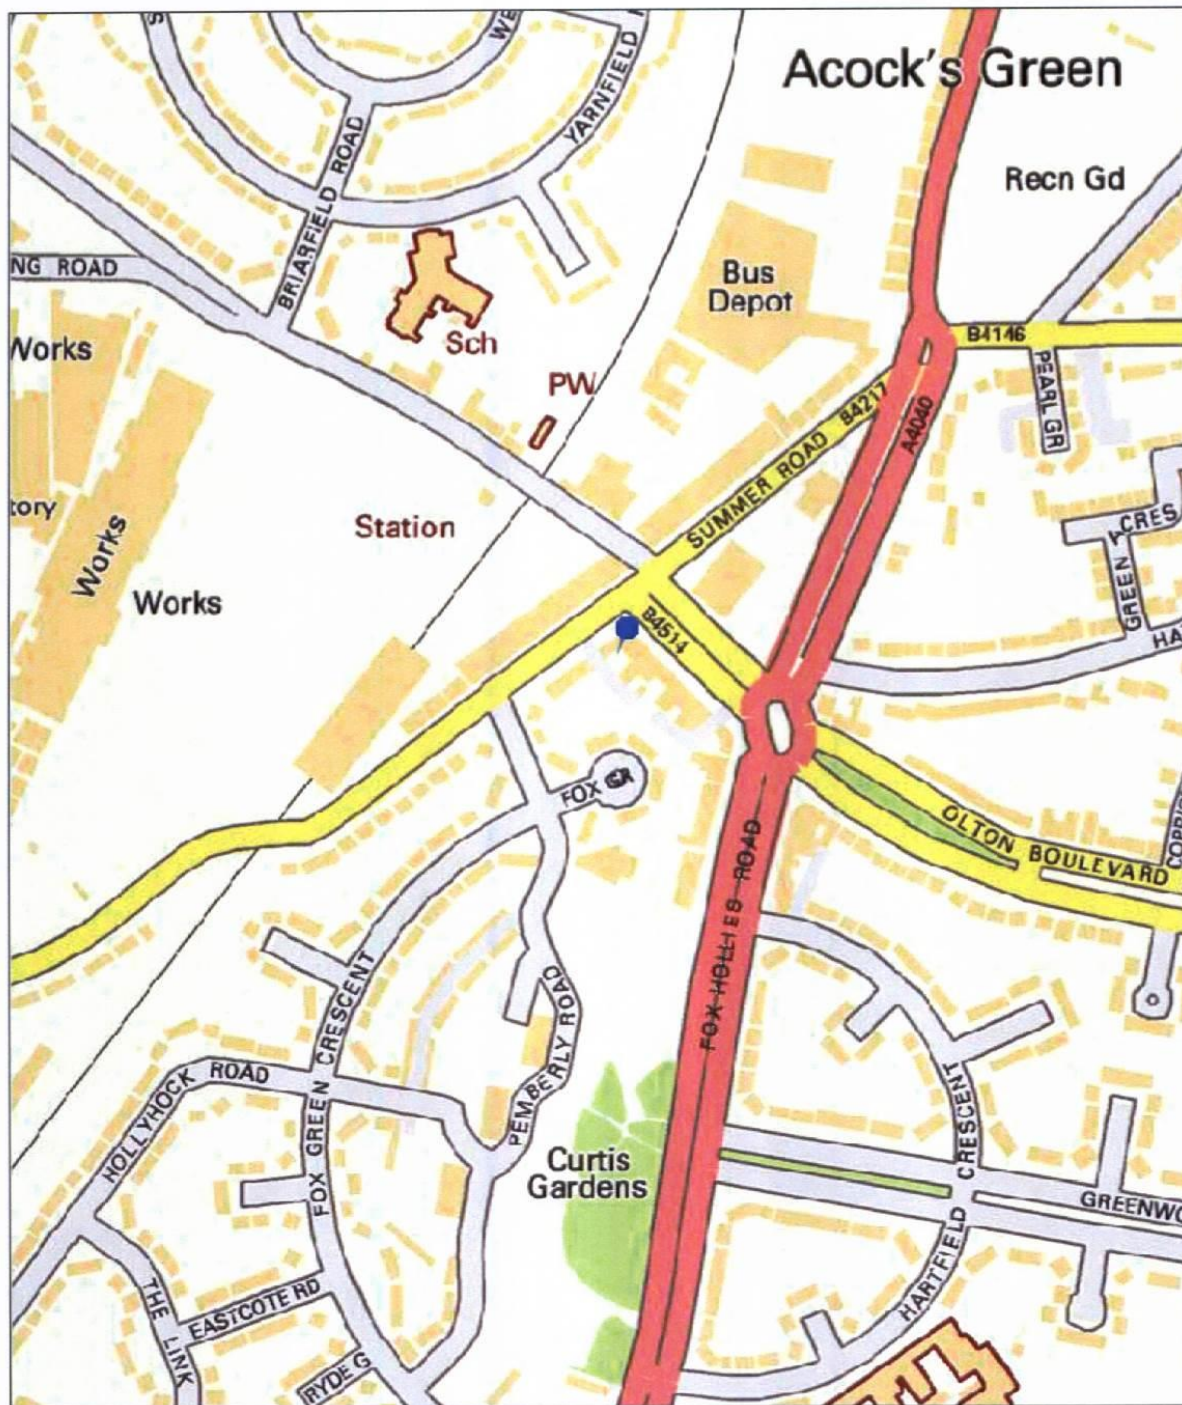 Acock's Green
YARNFIELD
BRIARFIELD ROAD
Recn Gd
NG ROAD
Bus
Depot
B4146
Works
Sch
PEARL GR
PW
SUMMER ROAD B4217
A4040
tory
Works
Station
CRES
GREEN
Works
HA
B4514
FOX GR
OLTON BOULEVARD
FOX HOLLIES ROAD
FOX GREEN CRESCENT
PEMBERLY ROAD
HOLLYHOCK ROAD
Curtis
Gardens
HARTFIELD CRESCENT
GREENWO
THE LINK
EASTCOTE RD
RYDE G